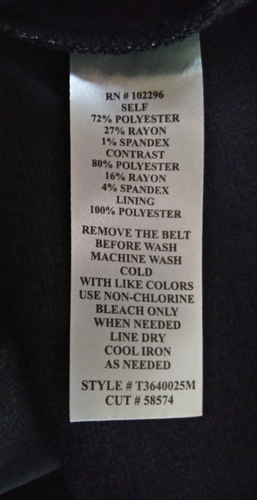 RN # 102296
SELF
72% POLYESTER
27% RAYON
1% SPANDEX
CONTRAST
80% POLYESTER
16% RAYON
4% SPANDEX
LINING
100% POLYESTER
REMOVE THE BELT
BEFORE WASH
MACHINE WASH
COLD
WITH LIKE COLORS
USE NON-CHLORINE
BLEACH ONLY
WHEN NEEDED
LINE DRY
COOL IRON
AS NEEDED
STYLE # T3640025M
CUT # 58574